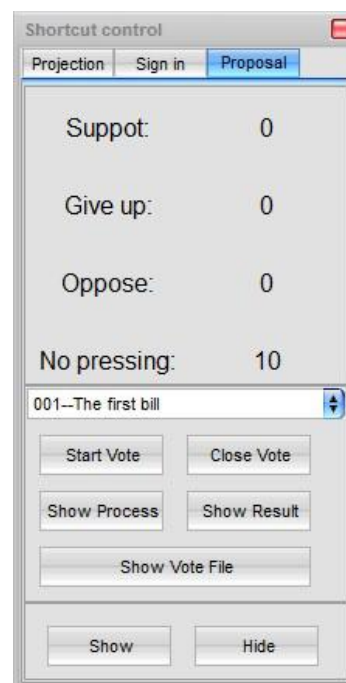 Shortcut control
Projection Sign in Proposal
Suppot: 0
Give up: 0
Oppose: 0
No pressing: 10
001--The first bill
Start Vote Close Vote
Show Process Show Result
Show Vote File
Show Hide